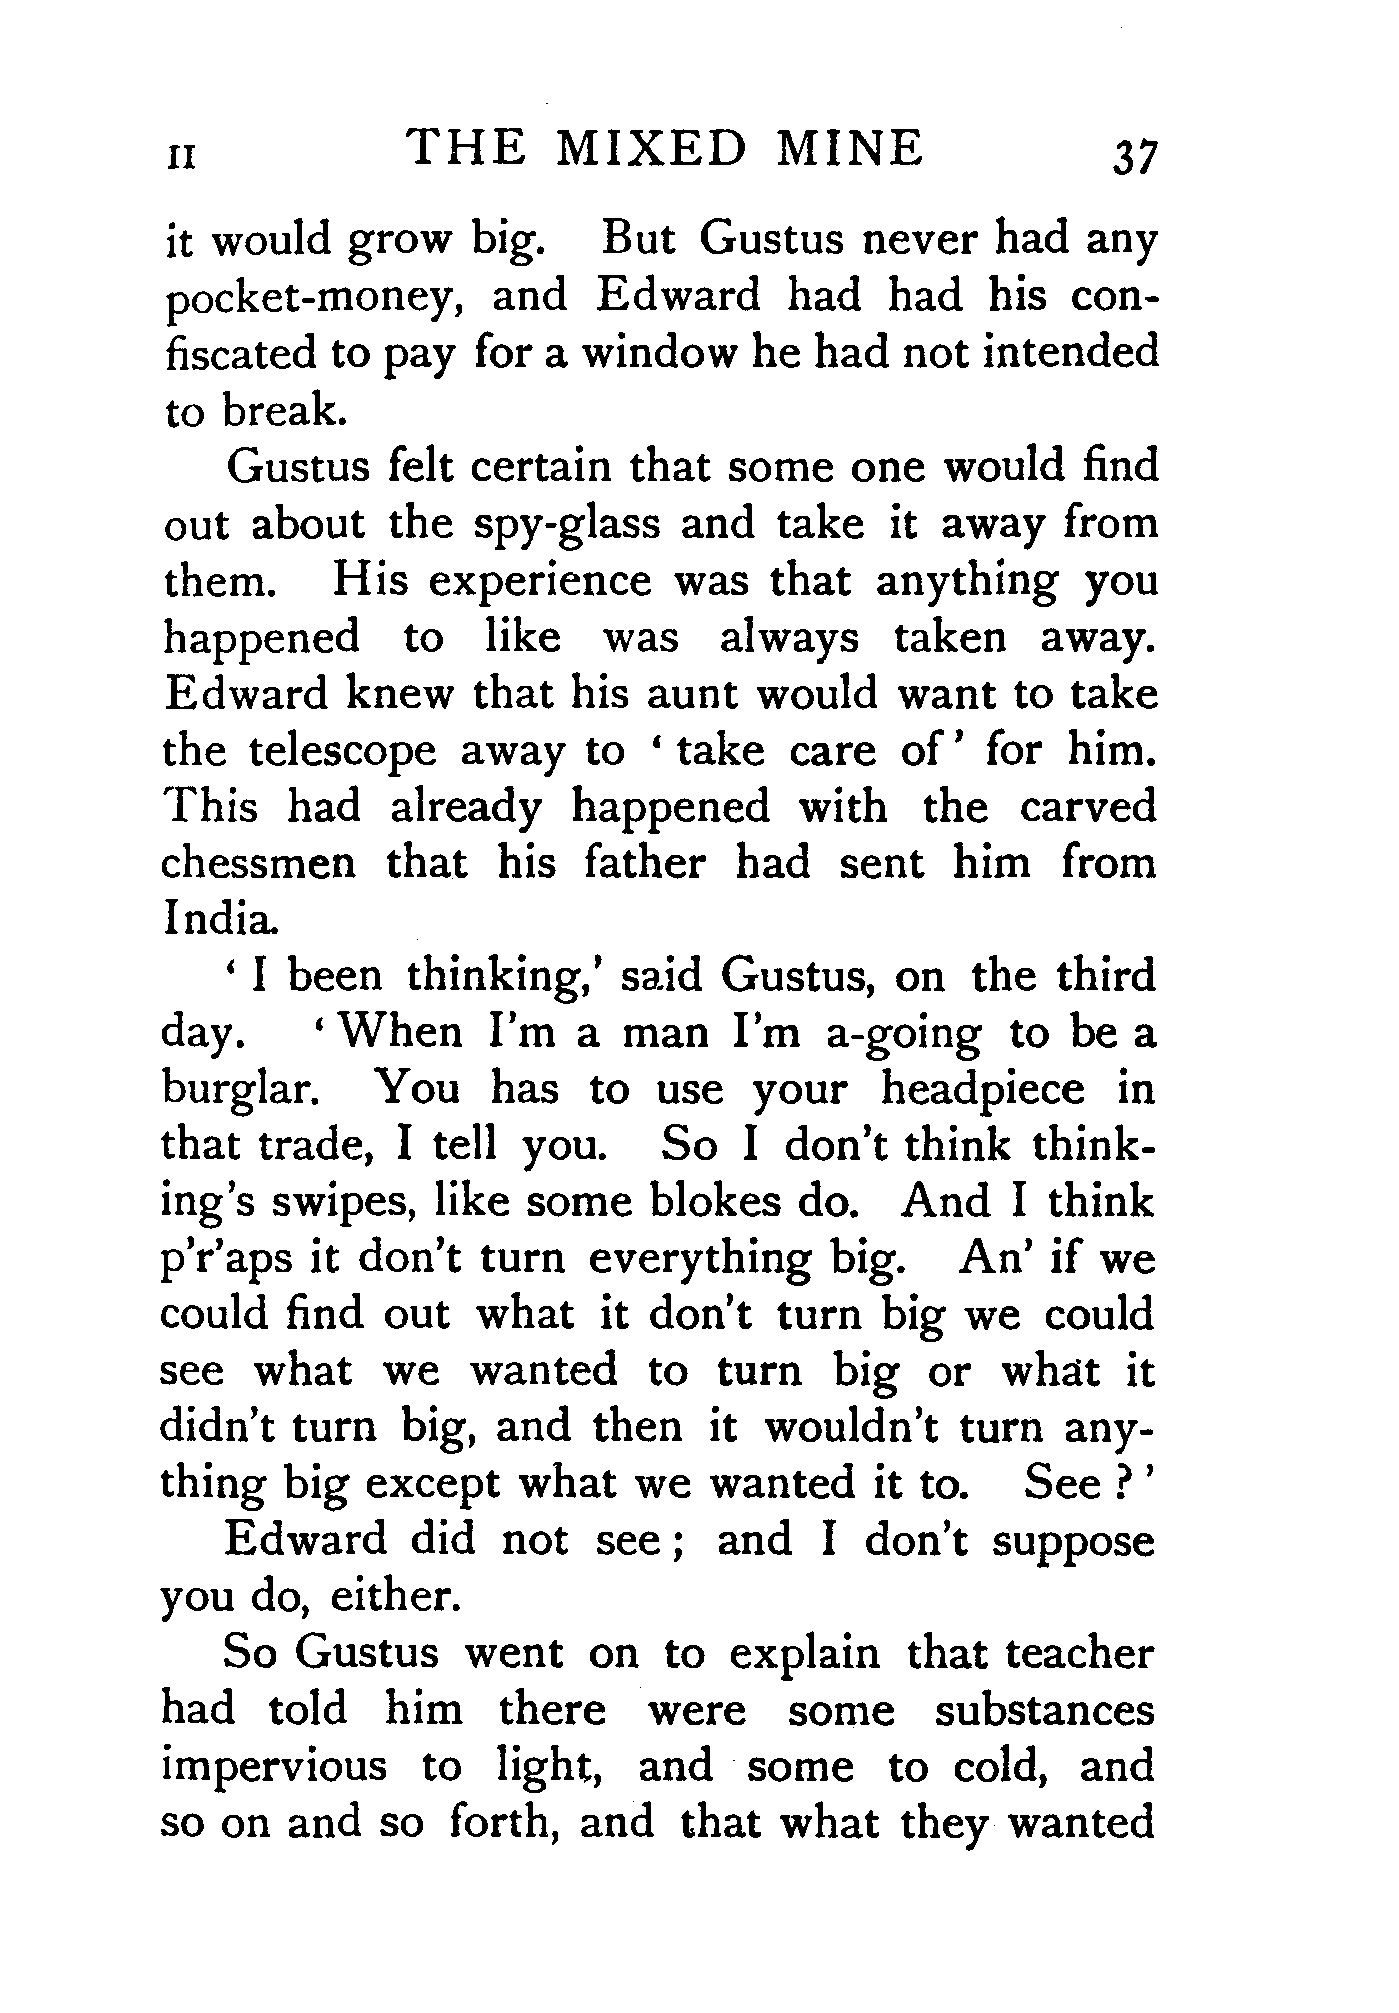 II THE MIXED MINE 37
it would grow big. But Gustus never had any
pocket-money, and Edward had had his con-
fiscated to pay for a window he had not intended
to break.
Gustus felt certain that some one would find
out about the spy-glass and take it away from
them. His experience was that anything you
happened to like was always taken away.
Edward knew that his aunt would want to take
the telescope away to ‘ take care of ’ for him.
This had already happened with the carved
chessmen that his father had sent him from
India.
‘ I been thinking,’ said Gustus, on the third
day. ‘ When I’m a man I’m a-going to be a
burglar. You has to use your headpiece in
that trade, I tell you. So I don’t think think-
ing’s swipes, like some blokes do. And I think
p’r’aps it don’t turn everything big. An’ if we
could find out what it don’t turn big we could
see what we wanted to turn big or what it
didn’t turn big, and then it wouldn’t turn any-
thing big except what we wanted it to. See ? ’
Edward did not see ; and I don’t suppose
you do, either.
So Gustus went on to explain that teacher
had told him there were some substances
impervious to light, and some to cold, and
so on and so forth, and that what they wanted